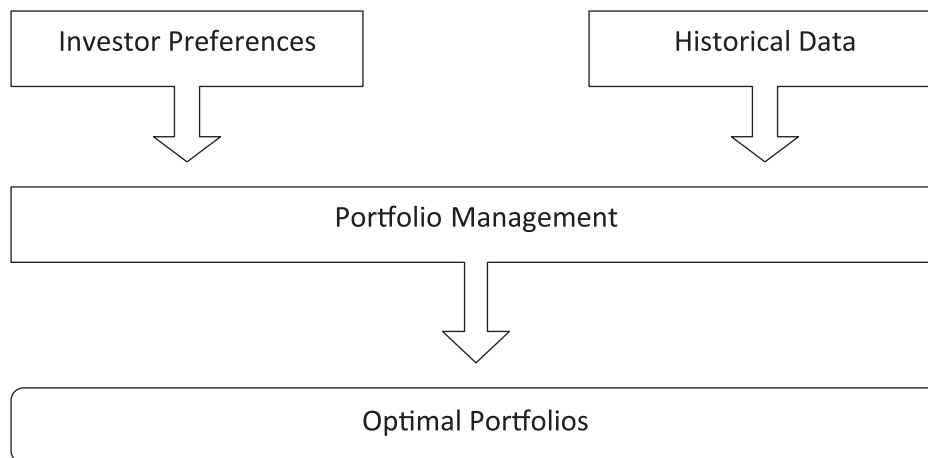 Investor Preferences
Historical Data
Portfolio Management
Optimal Portfolios